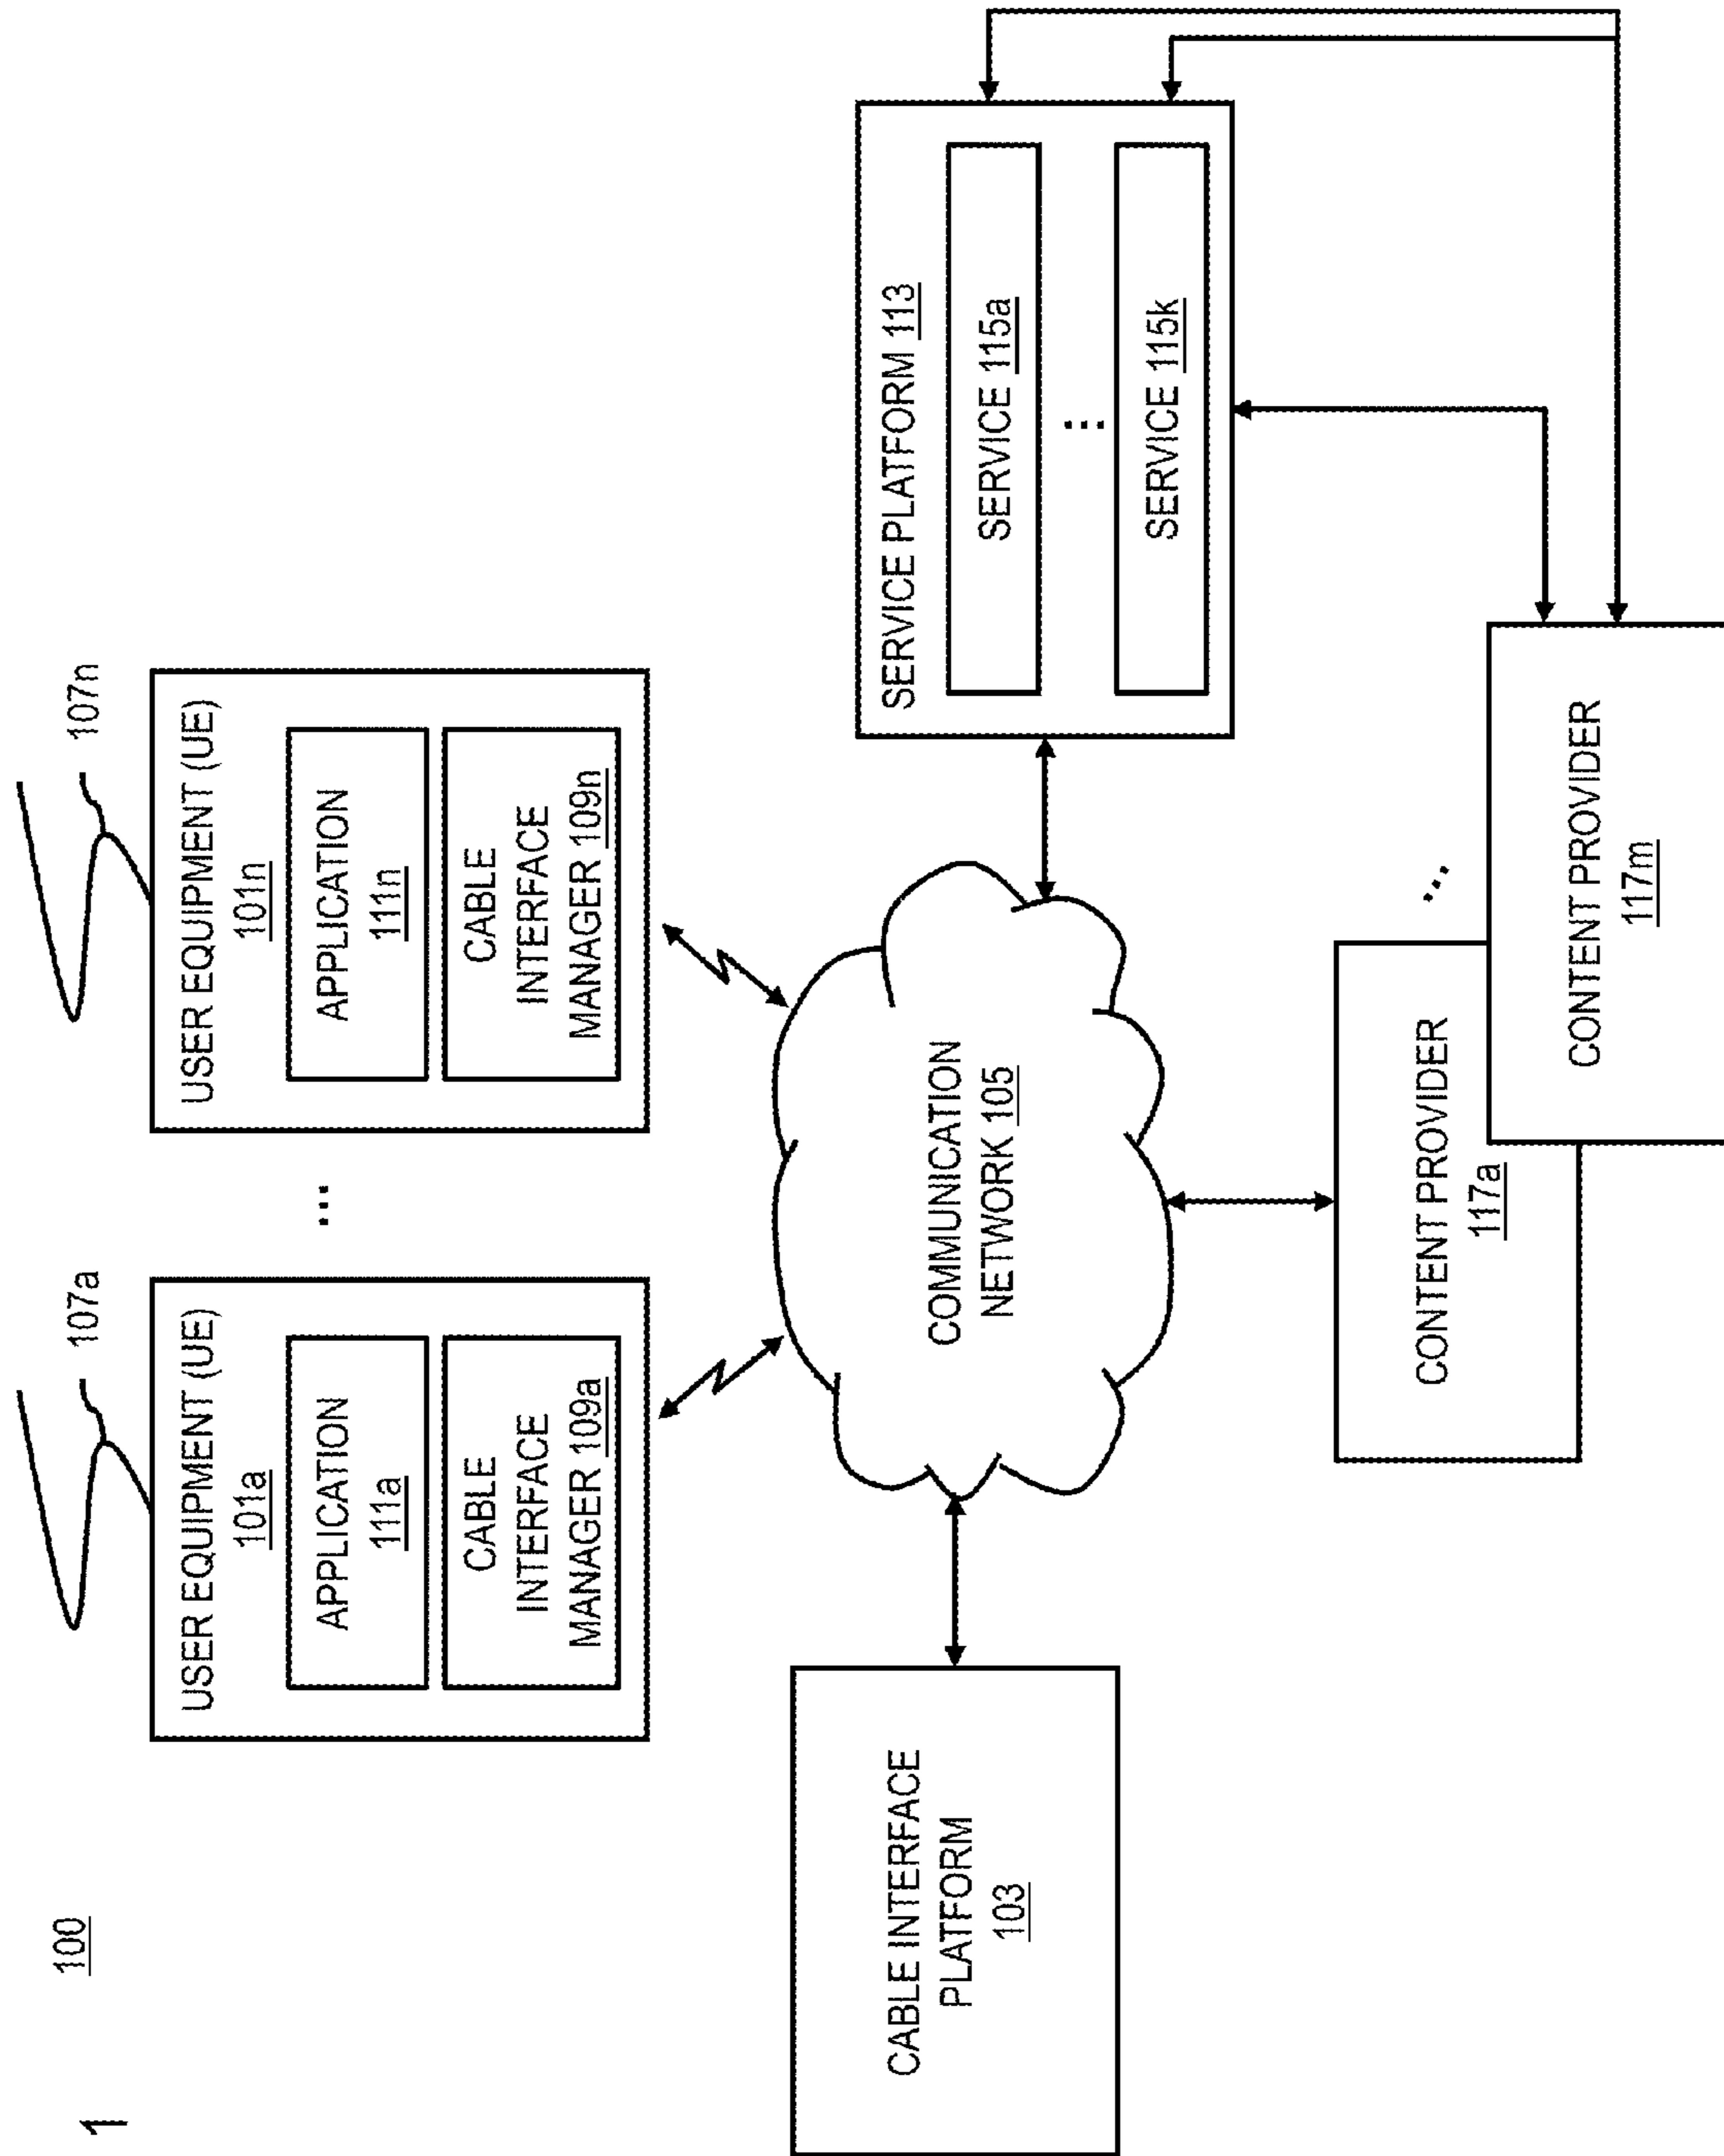 1
100
107a
107n
USER EQUIPMENT (UE)
101a
APPLICATION
111a
CABLE
INTERFACE
MANAGER 109a
...
USER EQUIPMENT (UE)
101n
APPLICATION
111n
CABLE
INTERFACE
MANAGER 109n
CABLE INTERFACE
PLATFORM
103
COMMUNICATION
NETWORK 105
SERVICE PLATFORM 113
SERVICE 115a
...
SERVICE 115k
CONTENT PROVIDER
117a
...
CONTENT PROVIDER
117m